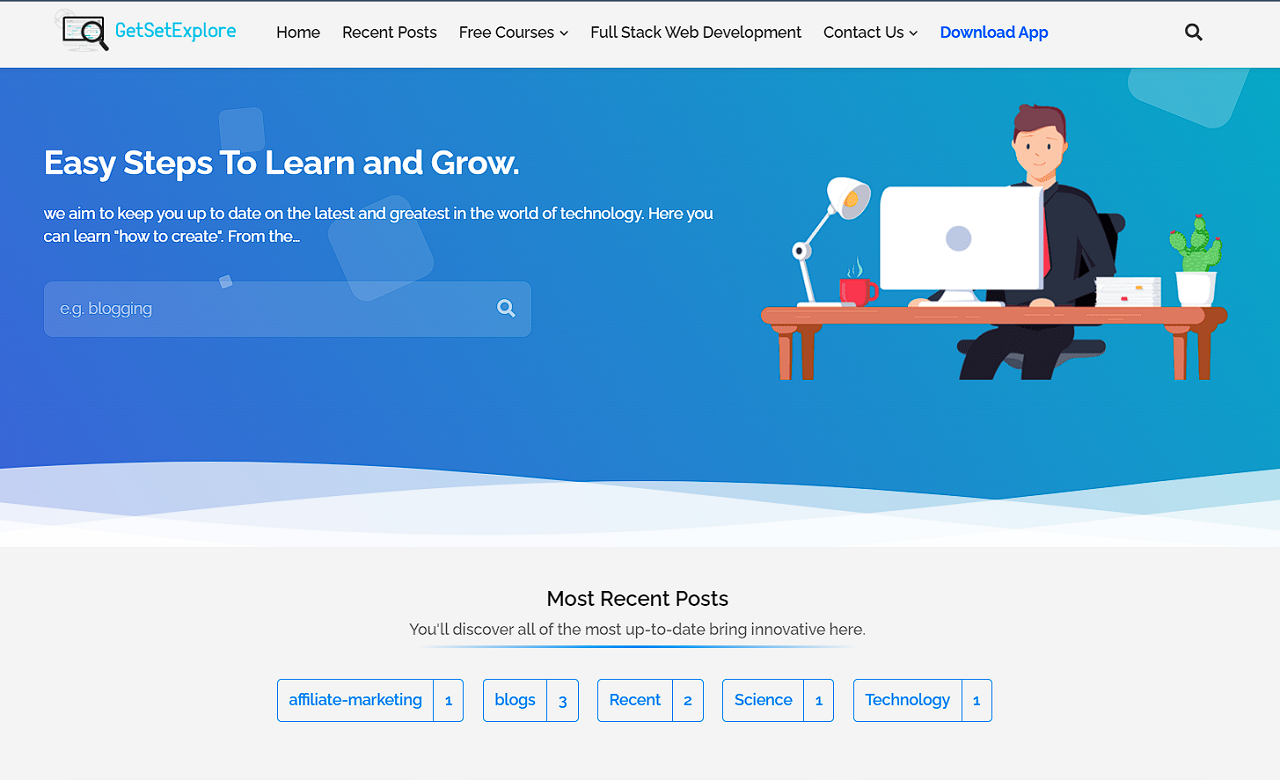 GetSetExplore
Home
Recent Posts
Free Courses
Full Stack Web Development
Contact Us
Download App
Easy Steps To Learn and Grow.
we aim to keep you up to date on the latest and greatest in the world of technology. Here you
can learn "how to create". From the...
e.g. blogging
Most Recent Posts
You'll discover all of the most up-to-date bring innovative here.
affiliate-marketing 1
blogs 3
Recent 2
Science 1
Technology 1